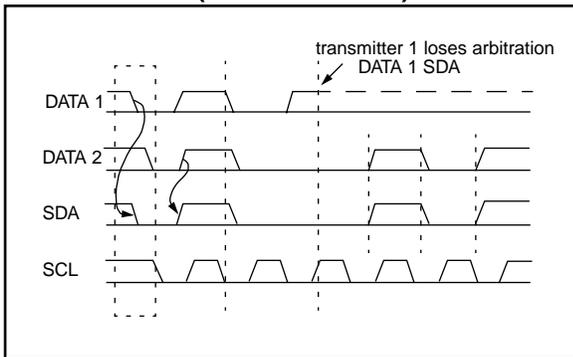 transmitter 1 loses arbitration
DATA 1 SDA
DATA 1
DATA 2
SDA
SCL